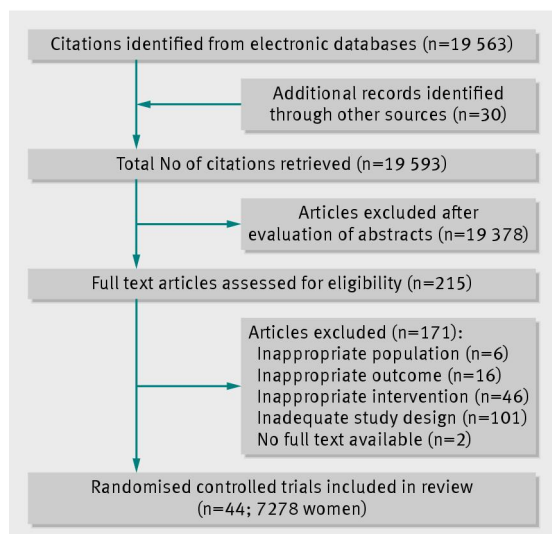 Citations identified from electronic databases (n=19 563)
Additional records identified
through other sources (n=30)
Total No of citations retrieved (n=19 593)
Articles excluded after
evaluation of abstracts (n=19 378)
Full text articles assessed for eligibility (n=215)
Articles excluded (n=171):
Inappropriate population (n=6)
Inappropriate outcome (n=16)
Inappropriate intervention (n=46)
Inadequate study design (n=101)
No full text available (n=2)
Randomised controlled trials included in review
(n=44; 7278 women)